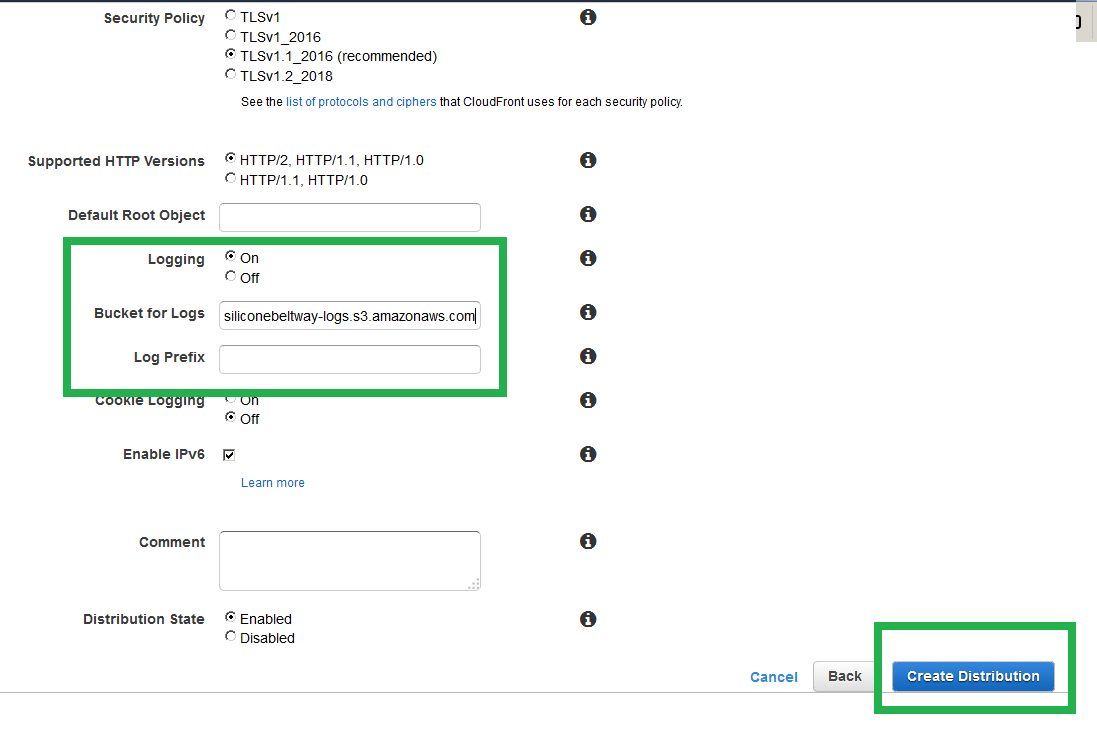 Security Policy TLSv1
TLSv1_2016
TLSv1.1_2016 (recommended)
TLSv1.2_2018
See the list of protocols and ciphers that CloudFront uses for each security policy.
Supported HTTP Versions HTTP/2, HTTP/1.1, HTTP/1.0
HTTP/1.1, HTTP/1.0
Default Root Object
Logging On
Off
Bucket for Logs siliconebeltway-logs.s3.amazonaws.com
Log Prefix
Cookie Logging On
Off
Enable IPv6
Learn more
Comment
Distribution State Enabled
Disabled
Cancel Back Create Distribution